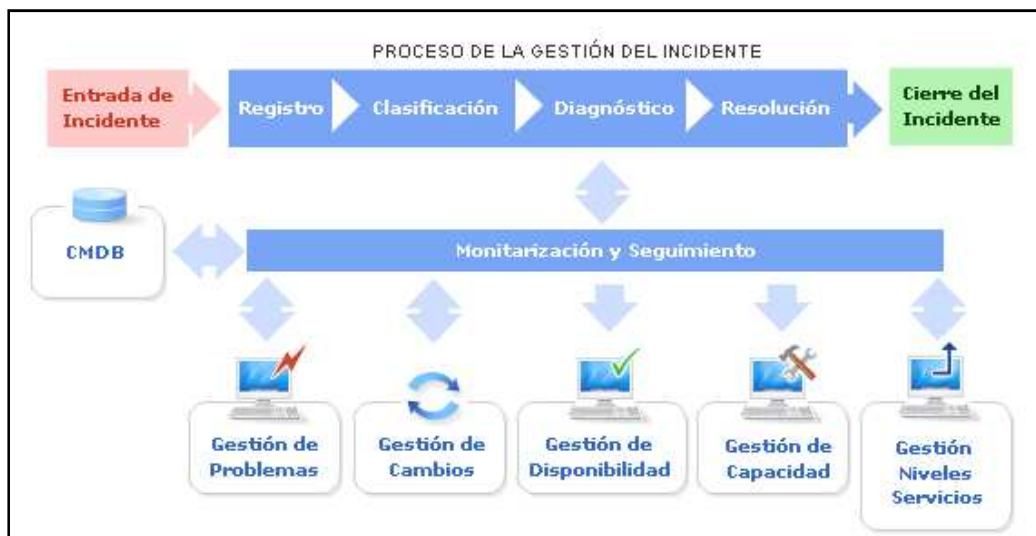 PROCESO DE LA GESTIÓN DEL INCIDENTE
Entrada de
Incidente
Registro
Clasificación
Diagnóstico
Resolución
Cierre del
Incidente
CMDB
Monitarización y Seguimiento
Gestión de
Problemas
Gestión de
Cambios
Gestión de
Disponibilidad
Gestión de
Capacidad
Gestión
Niveles
Servicios